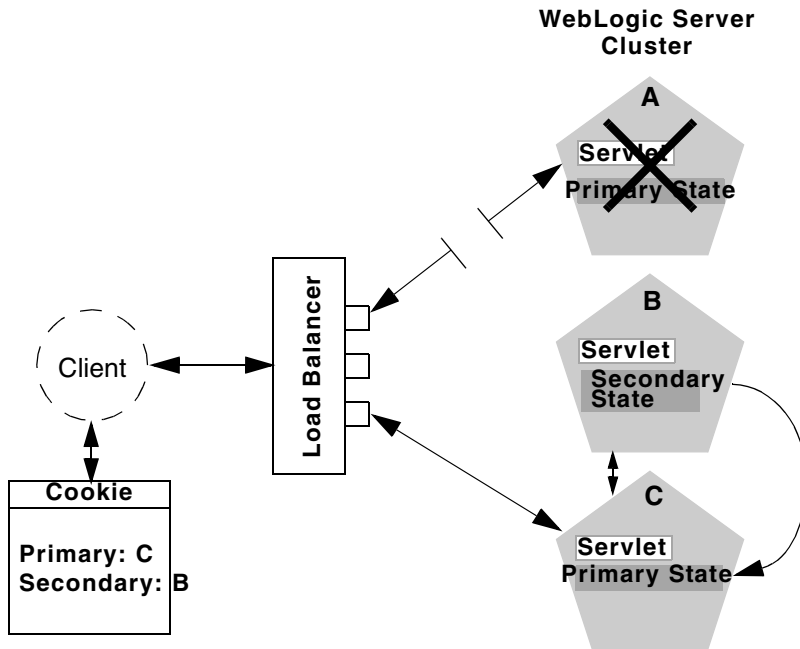 WebLogic Server
Cluster
A
Servlet
Primary State
B
Servlet
Secondary
State
C
Servlet
Primary State
Load Balancer
Client
Cookie
Primary: C
Secondary: B